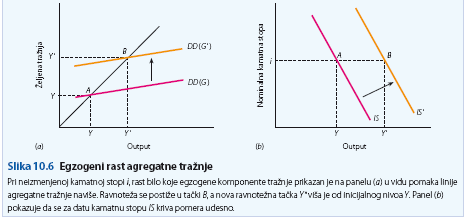 Željena tražnja
Y'
Y
A
B
DD(G')
DD(G)
Y
Y'
(a)
Output
Nominalna kamatna stopa
i
A
B
IS
IS'
Y
Y'
(b)
Output
Slika 10.6 Egzogeni rast agregatne tražnje
Pri neizmenjenoj kamatnoj stopi i, rast bilo koje egzogene komponente tražnje prikazan je na panelu (a) u vidu pomaka linije
agregatne tražnje naviše. Ravnoteža se postiže u tački B, a nova ravnotežna tačka Y' viša je od inicijalnog nivoa Y. Panel (b)
pokazuje da se za datu kamatnu stopu IS kriva pomera udesno.